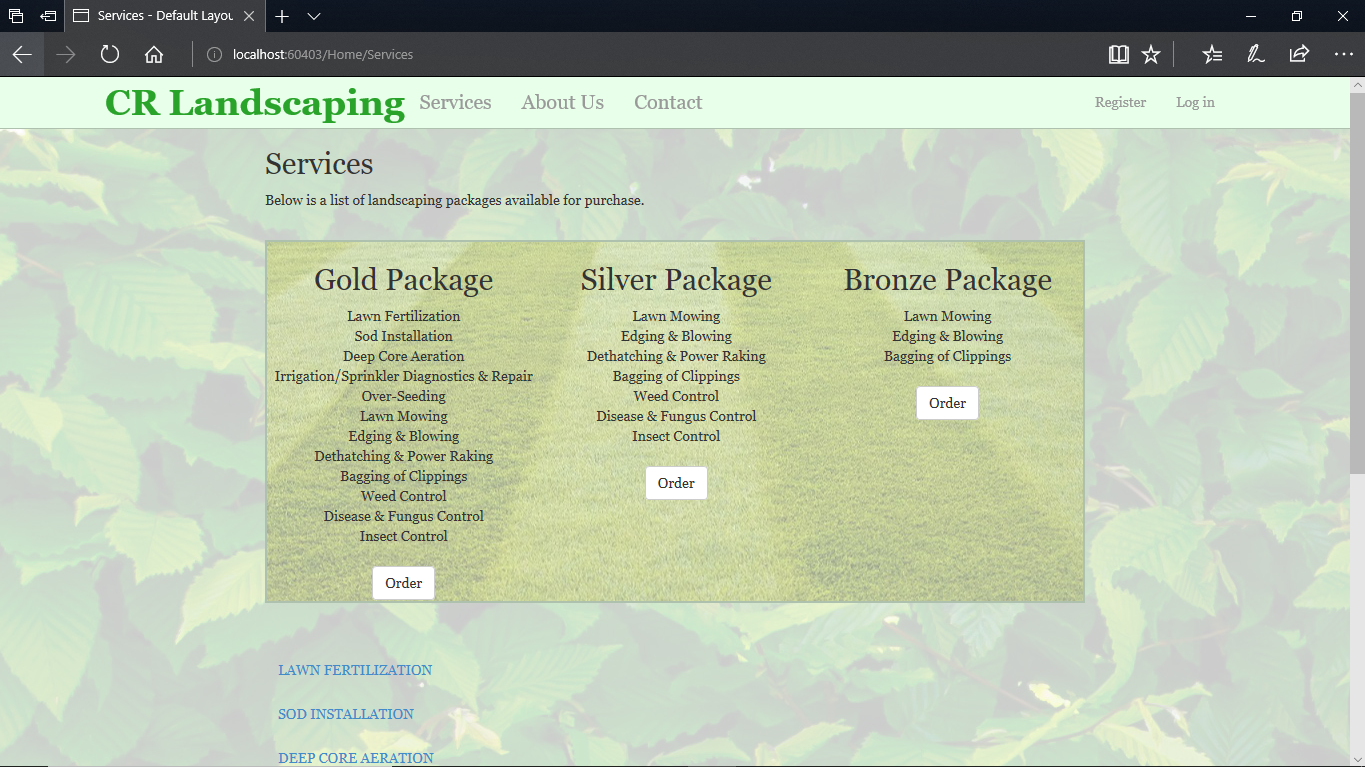 Services - Default Layou
localhost:60403/Home/Services
CR Landscaping Services About Us Contact Register Log in
Services
Below is a list of landscaping packages available for purchase.
Gold Package
Lawn Fertilization
Sod Installation
Deep Core Aeration
Irrigation/Sprinkler Diagnostics & Repair
Over-Seeding
Lawn Mowing
Edging & Blowing
Dethatching & Power Raking
Bagging of Clippings
Weed Control
Disease & Fungus Control
Insect Control
Order
Silver Package
Lawn Mowing
Edging & Blowing
Dethatching & Power Raking
Bagging of Clippings
Weed Control
Disease & Fungus Control
Insect Control
Order
Bronze Package
Lawn Mowing
Edging & Blowing
Bagging of Clippings
Order
LAWN FERTILIZATION
SOD INSTALLATION
DEEP CORE AERATION